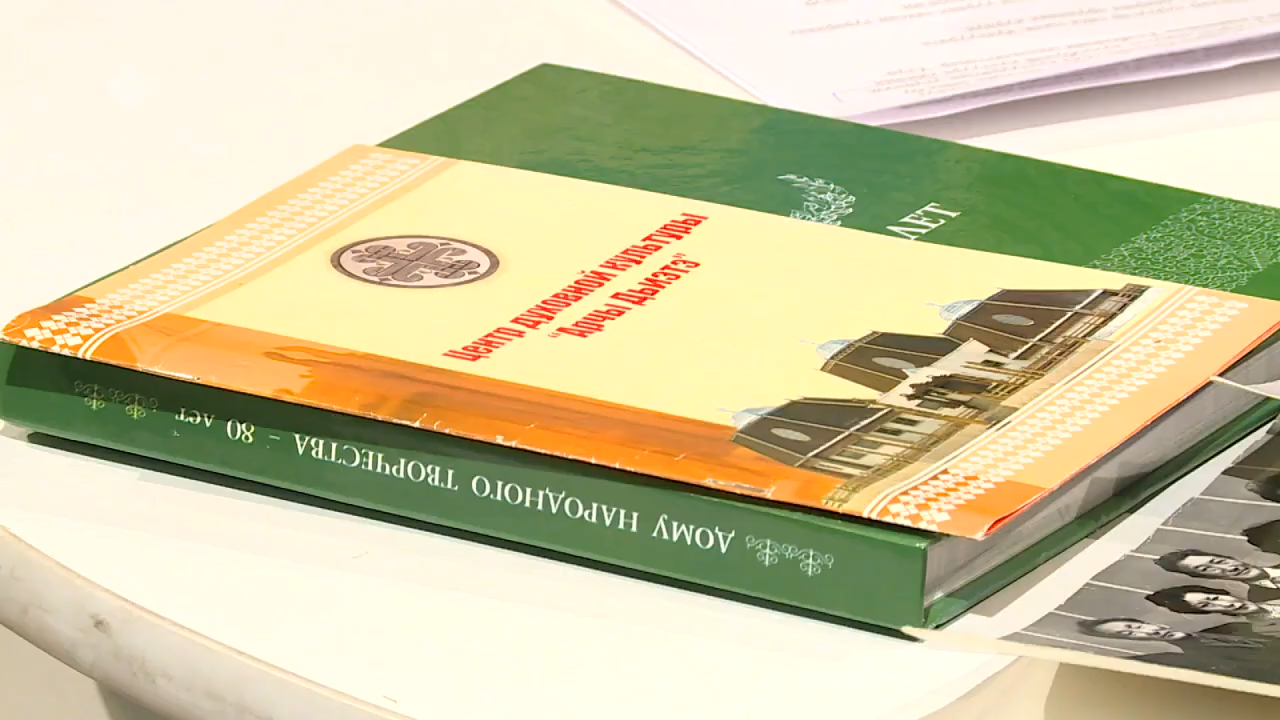 Центр духовной культуры
"Арчы Дьиэтэ"
ЛЕТ
ДОМУ НАРОДНОГО ТВОРЧЕСТВА - 80 лет